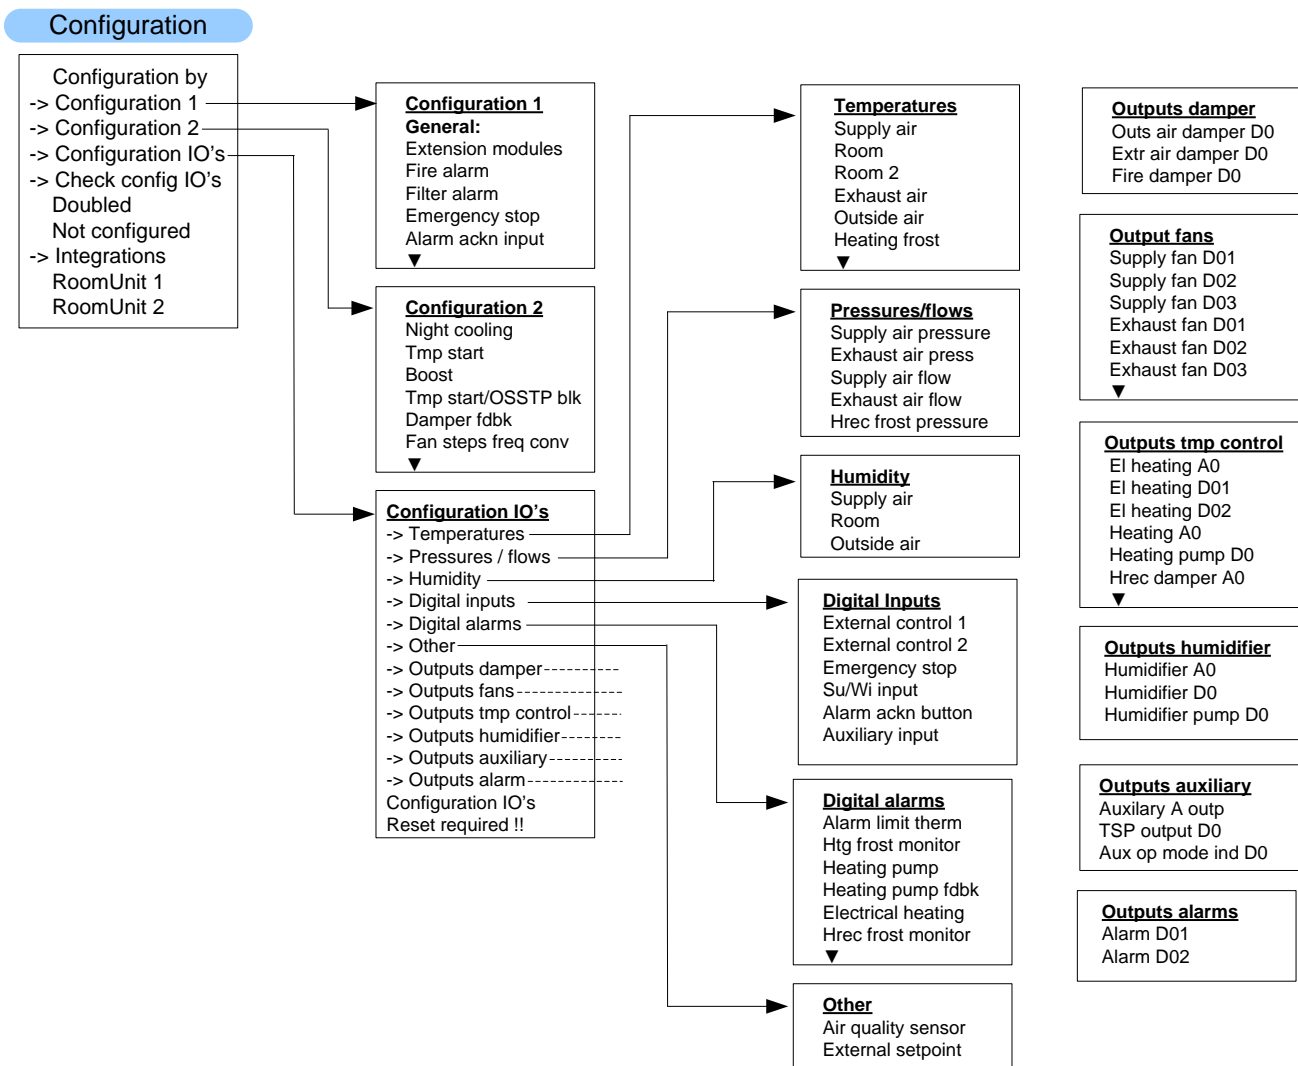 Configuration
Configuration by
-> Configuration 1
-> Configuration 2
-> Configuration IO's
-> Check config IO's
Doubled
Not configured
-> Integrations
RoomUnit 1
RoomUnit 2
Configuration 1
General:
Extension modules
Fire alarm
Filter alarm
Emergency stop
Alarm ackn input
▼
Configuration 2
Night cooling
Tmp start
Boost
Tmp start/OSSTP blk
Damper fdbk
Fan steps freq conv
▼
Configuration IO's
-> Temperatures
-> Pressures / flows
-> Humidity
-> Digital inputs
-> Digital alarms
-> Other
-> Outputs damper
-> Outputs fans
-> Outputs tmp control
-> Outputs humidifier
-> Outputs auxiliary
-> Outputs alarm
Configuration IO's
Reset required !!
Temperatures
Supply air
Room
Room 2
Exhaust air
Outside air
Heating frost
▼
Pressures/flows
Supply air pressure
Exhaust air press
Supply air flow
Exhaust air flow
Hrec frost pressure
Humidity
Supply air
Room
Outside air
Digital Inputs
External control 1
External control 2
Emergency stop
Su/Wi input
Alarm ackn button
Auxiliary input
Digital alarms
Alarm limit therm
Htg frost monitor
Heating pump
Heating pump fdbk
Electrical heating
Hrec frost monitor
▼
Other
Air quality sensor
External setpoint
Outputs damper
Outs air damper D0
Extr air damper D0
Fire damper D0
Output fans
Supply fan D01
Supply fan D02
Supply fan D03
Exhaust fan D01
Exhaust fan D02
Exhaust fan D03
▼
Outputs tmp control
El heating A0
El heating D01
El heating D02
Heating A0
Heating pump D0
Hrec damper A0
▼
Outputs humidifier
Humidifier A0
Humidifier D0
Humidifier pump D0
Outputs auxiliary
Auxilary A outp
TSP output D0
Aux op mode ind D0
Outputs alarms
Alarm D01
Alarm D02